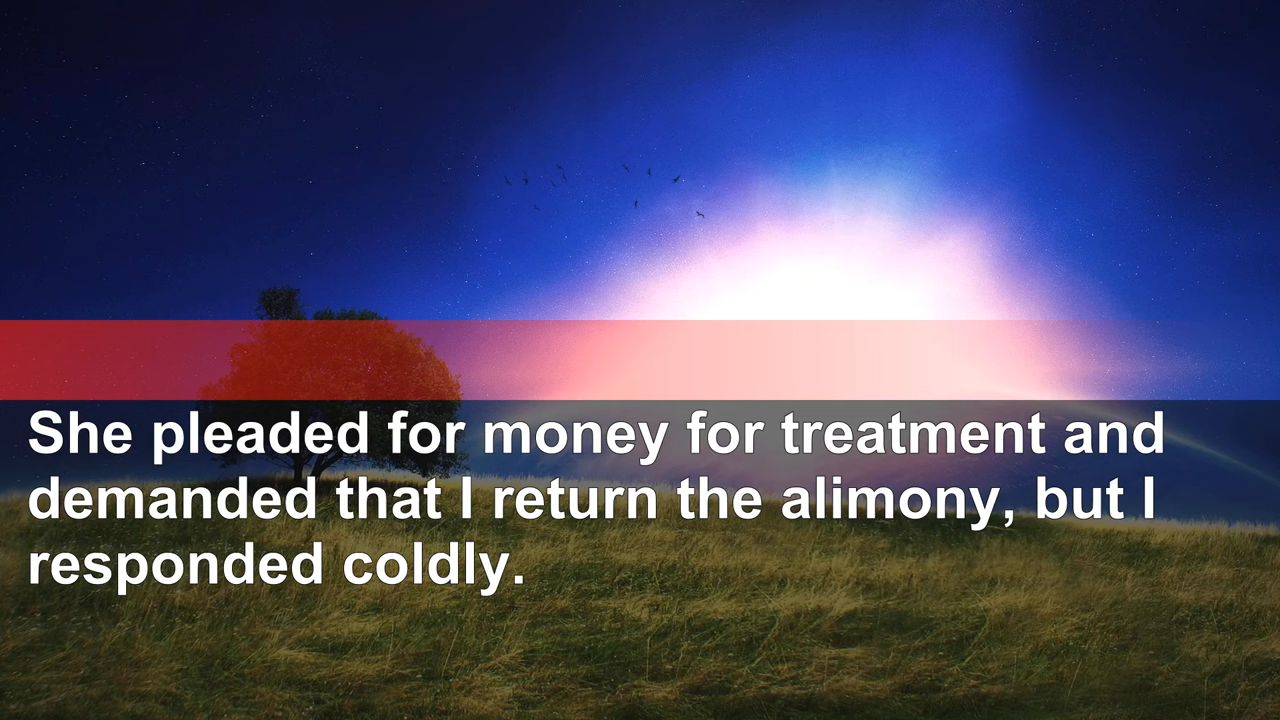 She pleaded for money for treatment and
demanded that I return the alimony, but I
responded coldly.